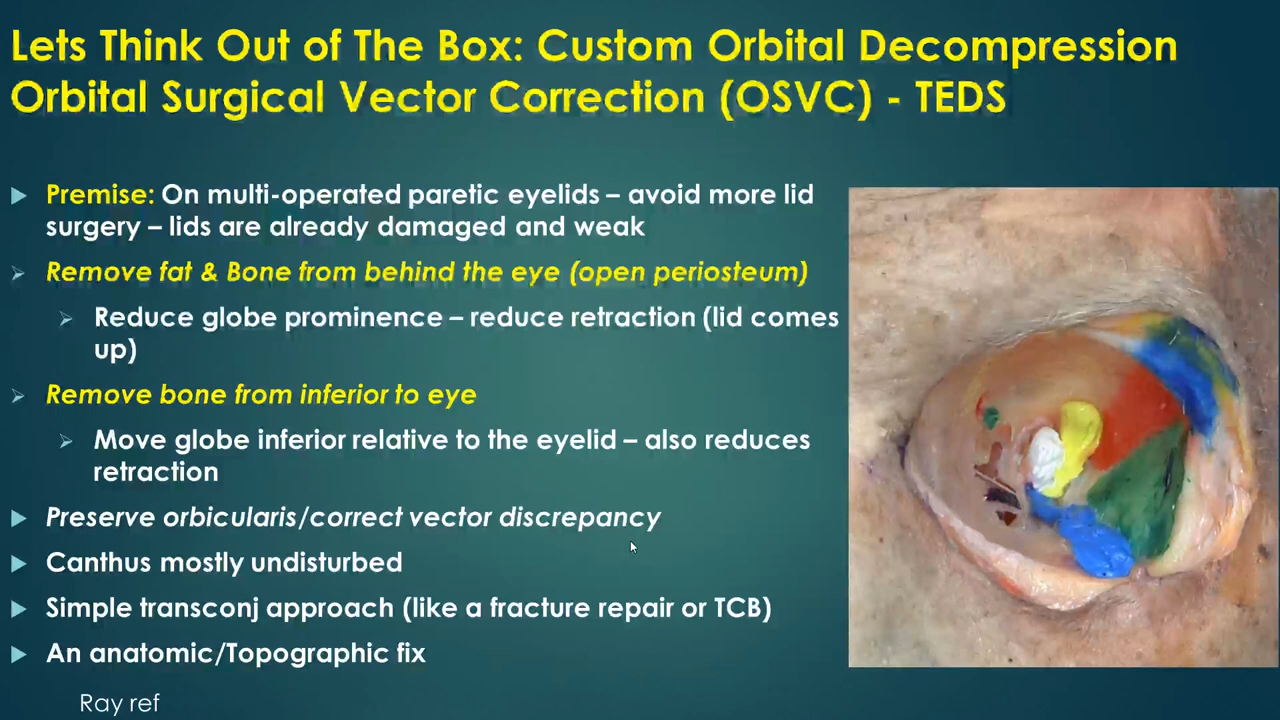 Lets Think Out of The Box: Custom Orbital Decompression
Orbital Surgical Vector Correction (OSVC) - TEDS
Premise: On multi-operated paretic eyelids – avoid more lid
surgery – lids are already damaged and weak
Remove fat & Bone from behind the eye (open periosteum)
Reduce globe prominence – reduce retraction (lid comes
up)
Remove bone from inferior to eye
Move globe inferior relative to the eyelid – also reduces
retraction
Preserve orbicularis/correct vector discrepancy
Canthus mostly undisturbed
Simple transconj approach (like a fracture repair or TCB)
An anatomic/Topographic fix
Ray ref